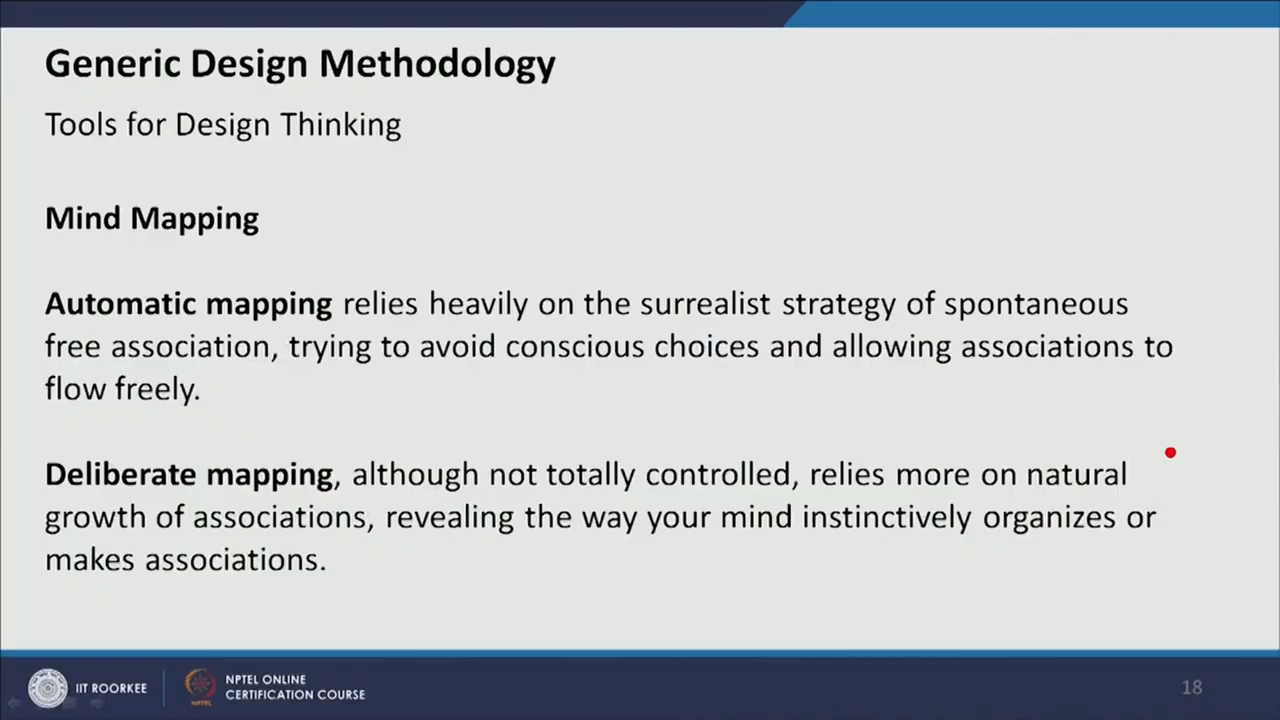 Generic Design Methodology
Tools for Design Thinking
Mind Mapping
Automatic mapping relies heavily on the surrealist strategy of spontaneous
free association, trying to avoid conscious choices and allowing associations to
flow freely.
Deliberate mapping, although not totally controlled, relies more on natural
growth of associations, revealing the way your mind instinctively organizes or
makes associations.
IIT ROORKEE
NPTEL ONLINE
CERTIFICATION COURSE
NPTEL
18